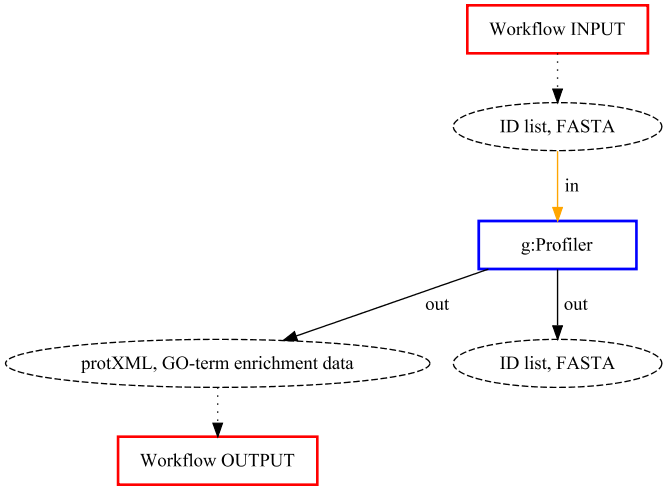 Workflow INPUT
ID list, FASTA
in
g:Profiler
out
out
protXML, GO-term enrichment data
ID list, FASTA
Workflow OUTPUT